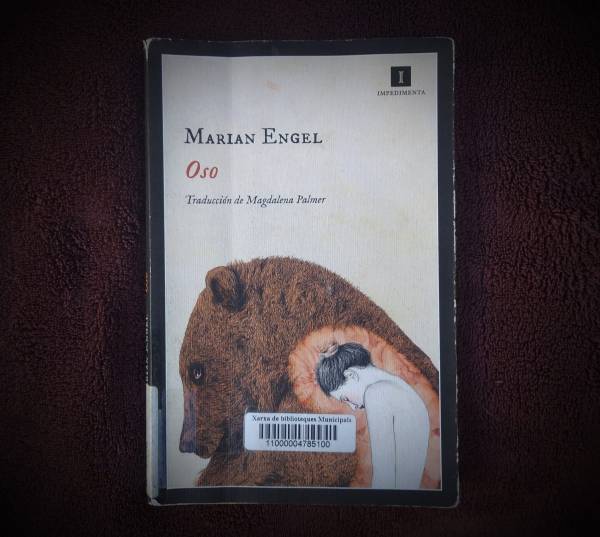 I
IMPEDIMENTA
MARIAN ENGEL
Oso
Traducción de Magdalena Palmer
Xarxa de biblioteques Municipals
11000004785100